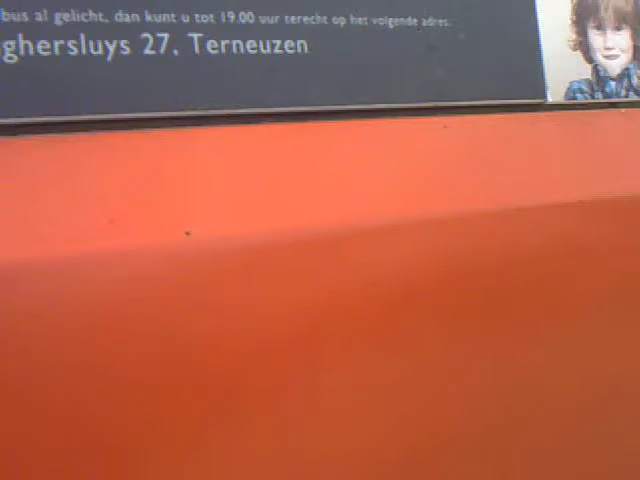 bus al gelicht, dan kunt u tot 19.00 uur terecht op het volgende adres:
ghersluys 27, Terneuzen